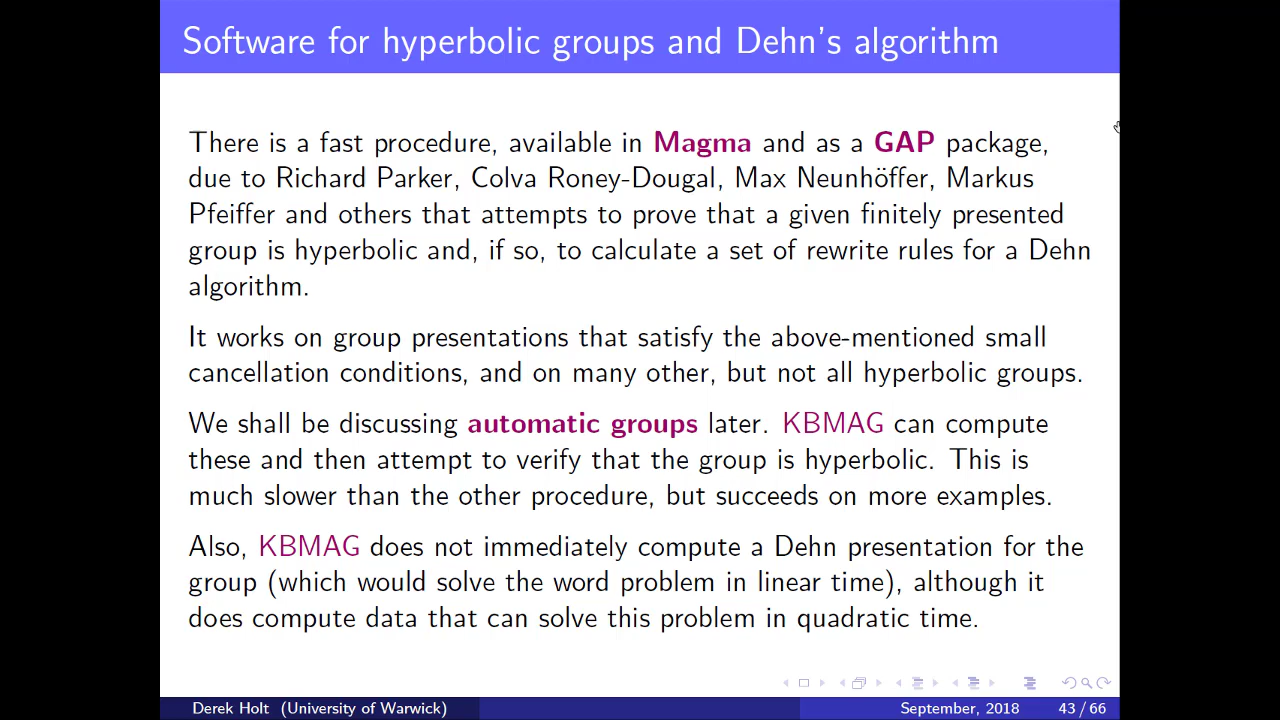 Software for hyperbolic groups and Dehn's algorithm
There is a fast procedure, available in Magma and as a GAP package,
due to Richard Parker, Colva Roney-Dougal, Max Neunhöffer, Markus
Pfeiffer and others that attempts to prove that a given finitely presented
group is hyperbolic and, if so, to calculate a set of rewrite rules for a Dehn
algorithm.
It works on group presentations that satisfy the above-mentioned small
cancellation conditions, and on many other, but not all hyperbolic groups.
We shall be discussing automatic groups later. KBMAG can compute
these and then attempt to verify that the group is hyperbolic. This is
much slower than the other procedure, but succeeds on more examples.
Also, KBMAG does not immediately compute a Dehn presentation for the
group (which would solve the word problem in linear time), although it
does compute data that can solve this problem in quadratic time.
Derek Holt (University of Warwick)
September, 2018
43 / 66